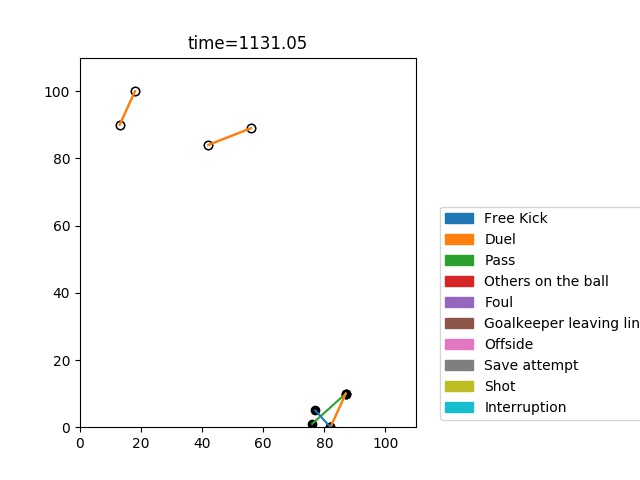 time=1131.05
100
80
60
40
20
0
0 20 40 60 80 100
Free Kick
Duel
Pass
Others on the ball
Foul
Goalkeeper leaving lin
Offside
Save attempt
Shot
Interruption